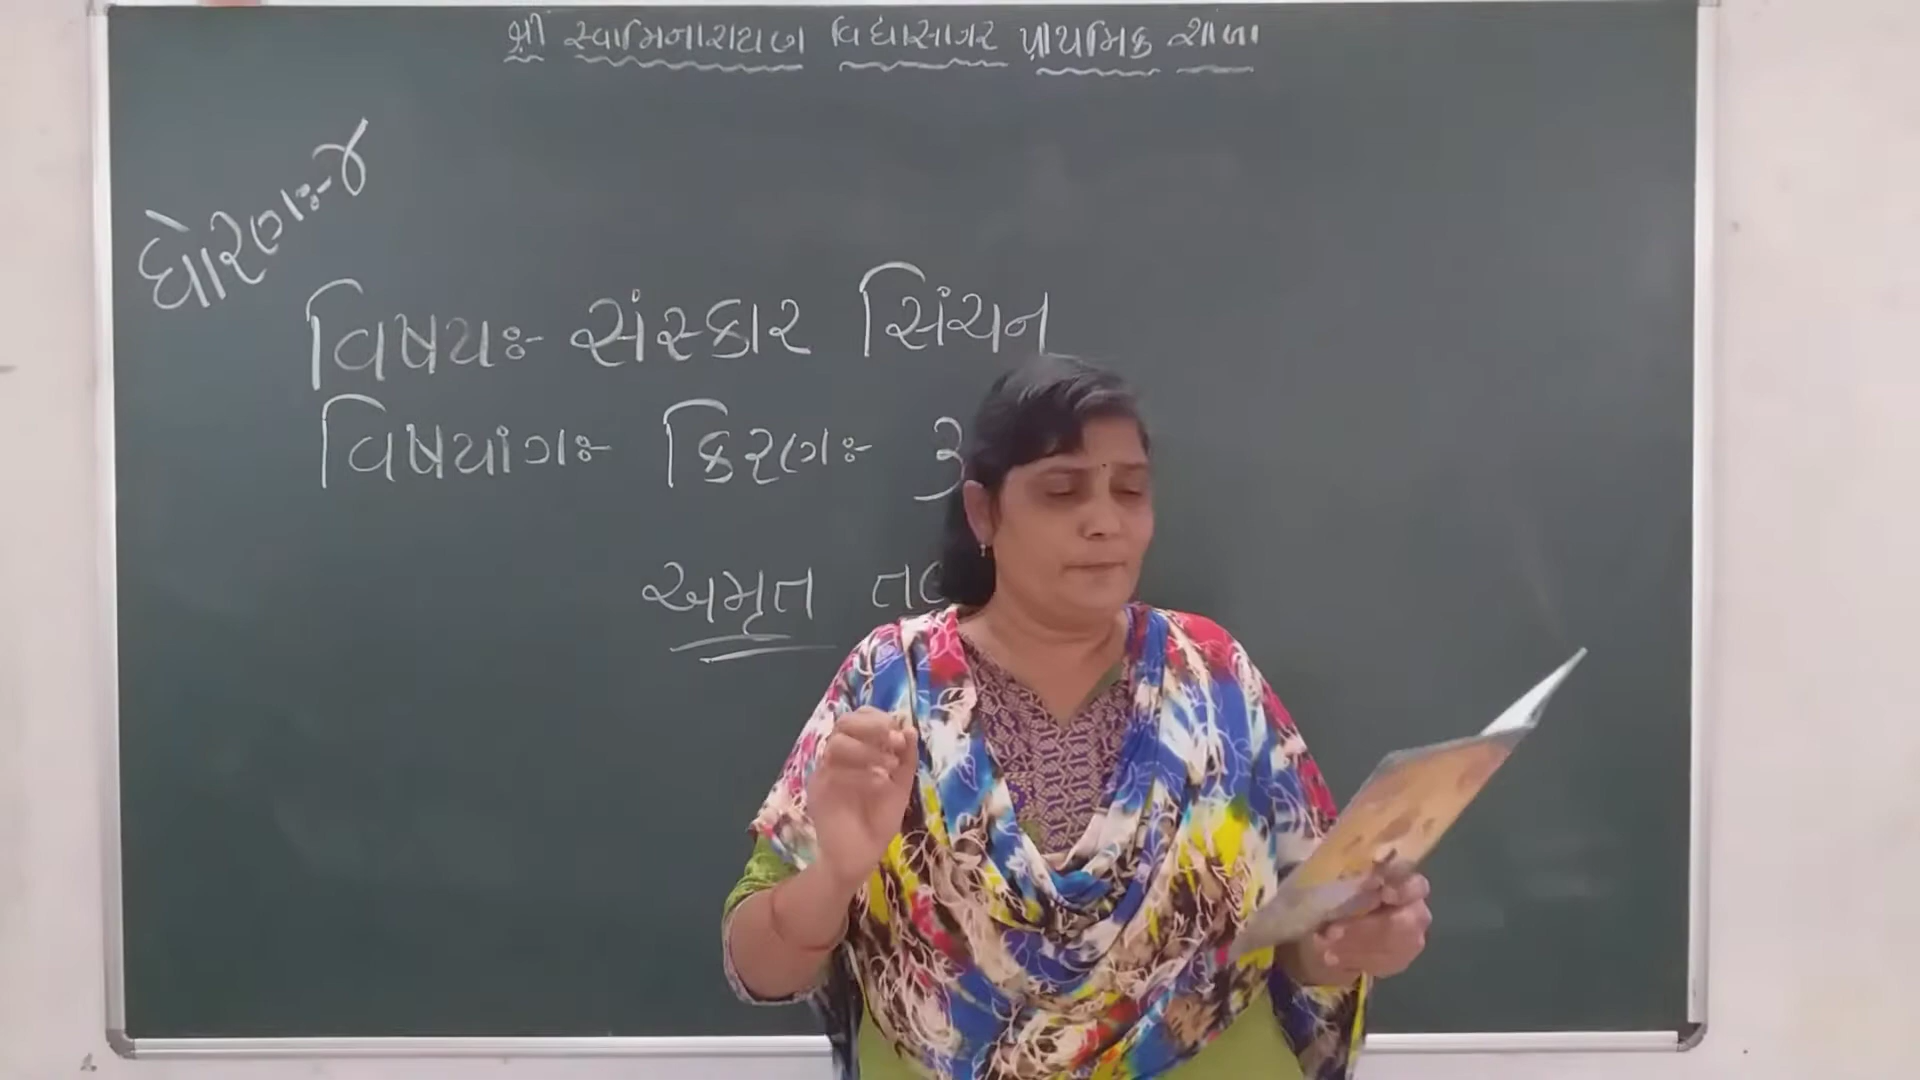 શ્રી સ્વામિનારાયણ વિદ્યાસાગર પ્રાથમિક શાળા
ધોરણઃ-૪
વિષયઃ- સંસ્કાર સિંચન
વિષયાંગઃ- કિરણઃ- ૩
અમૃત